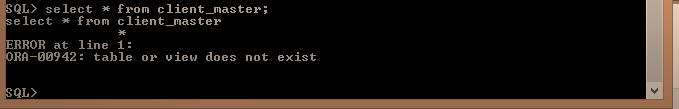 SQL> select * from client_master;
select * from client_master
              *
ERROR at line 1:
ORA-00942: table or view does not exist
SQL>